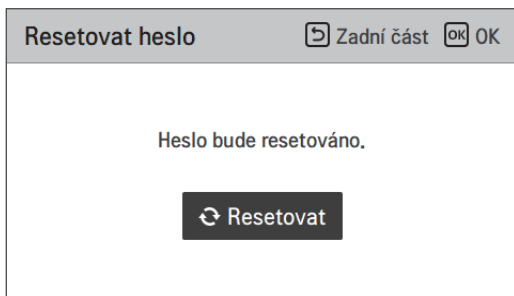 Resetovat heslo Zadní část OK OK
Heslo bude resetováno.
Resetovat